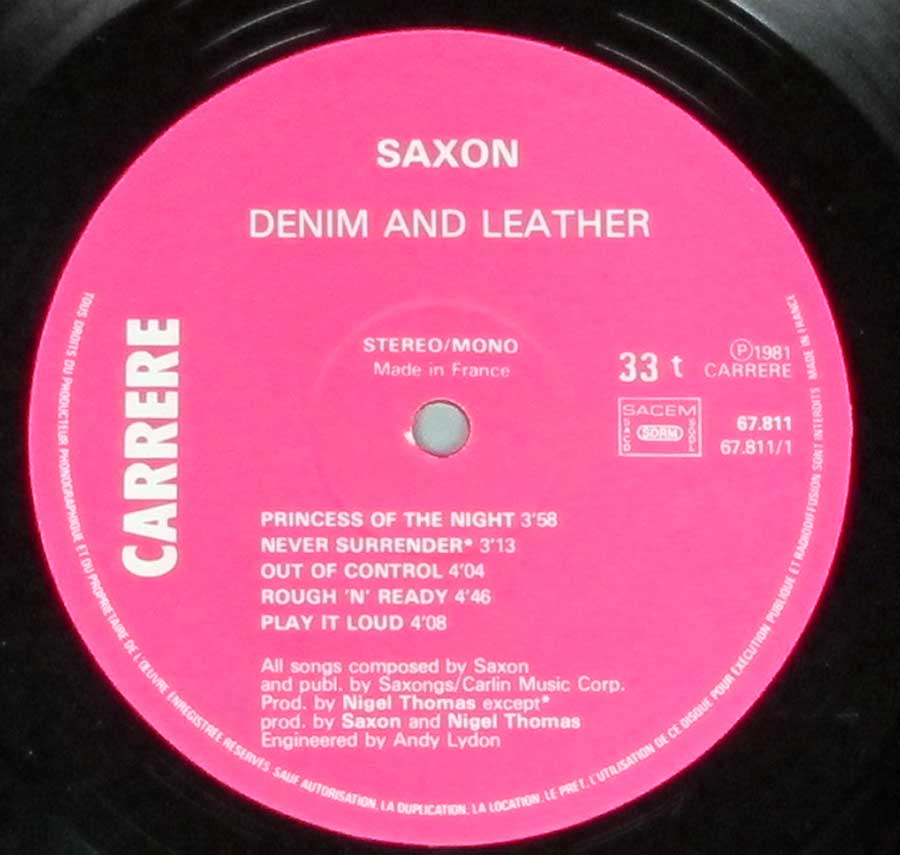 SAXON
DENIM AND LEATHER
CARRERE
STEREO/MONO
Made in France
33 t
Ⓟ1981
CARRERE
SACEM
SACD
SDRM
SGDL
67.811
67.811/1
PRINCESS OF THE NIGHT 3'58
NEVER SURRENDER* 3'13
OUT OF CONTROL 4'04
ROUGH 'N' READY 4'46
PLAY IT LOUD 4'08
All songs composed by Saxon
and publ. by Saxongs/Carlin Music Corp.
Prod. by Nigel Thomas except*
prod. by Saxon and Nigel Thomas
Engineered by Andy Lydon
TOUS DROITS DU PRODUCTEUR PHONOGRAPHIQUE ET DU PROPRIETAIRE DE L'ŒUVRE ENREGISTREE RESERVES. SAUF AUTORISATION, LA DUPLICATION, LA LOCATION, LE PRET, L'UTILISATION DE CE DISQUE POUR EXECUTION PUBLIQUE ET RADIODIFFUSION SONT INTERDITS MADE IN FRANCE